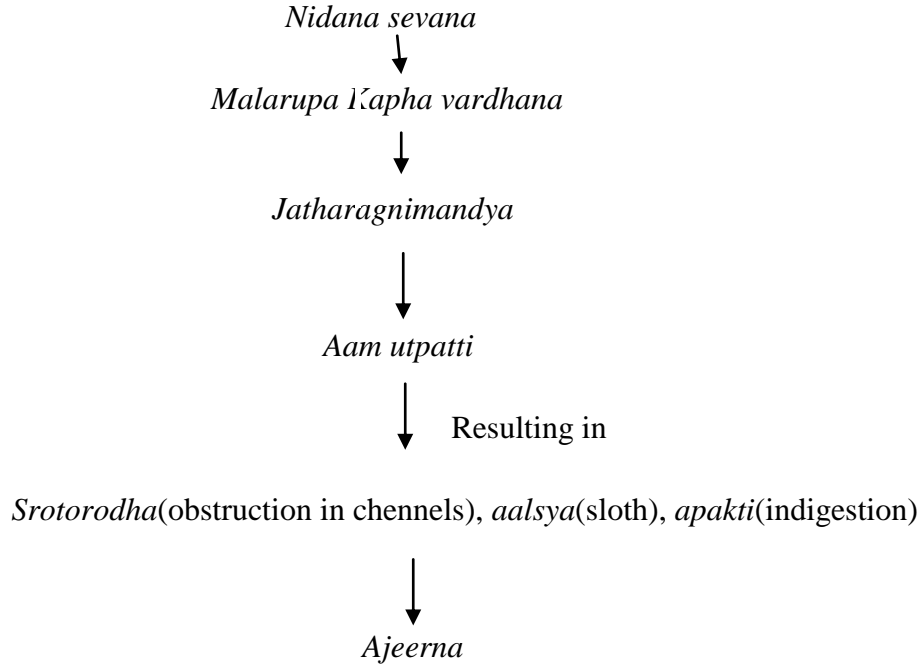 Nidana sevana
Malarupa Kapha vardhana
Jatharagnimandya
Aam utpatti
Resulting in
Srotorodha(obstruction in chennels), aalsya(sloth), apakti(indigestion)
Ajeerna